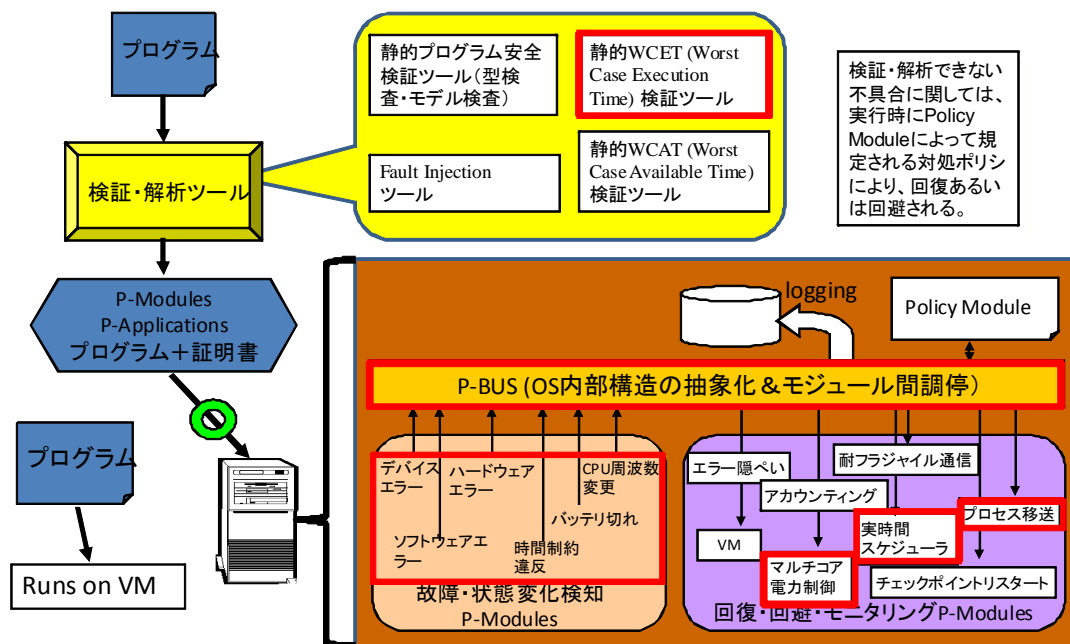 プログラム
検証・解析ツール
静的プログラム安全
検証ツール(型検
査・モデル検査)
静的WCET (Worst
Case Execution
Time) 検証ツール
Fault Injection
ツール
静的WCAT (Worst
Case Available Time)
検証ツール
検証・解析できない
不具合に関しては、
実行時にPolicy
Moduleによって規
定される対処ポリシ
により、回復あるい
は回避される。
P-Modules
P-Applications
プログラム+証明書
プログラム
Runs on VM
logging
Policy Module
P-BUS (OS内部構造の抽象化&モジュール間調停)
デバイス
エラー
ハードウェア
エラー
CPU周波数
変更
バッテリ切れ
ソフトウェアエ
ラー
時間制約
違反
故障・状態変化検知
P-Modules
エラー隠ぺい
耐フラジャイル通信
アカウンティング
プロセス移送
VM
実時間
スケジューラ
マルチコア
電力制御
チェックポイントリスタート
回復・回避・モニタリングP-Modules